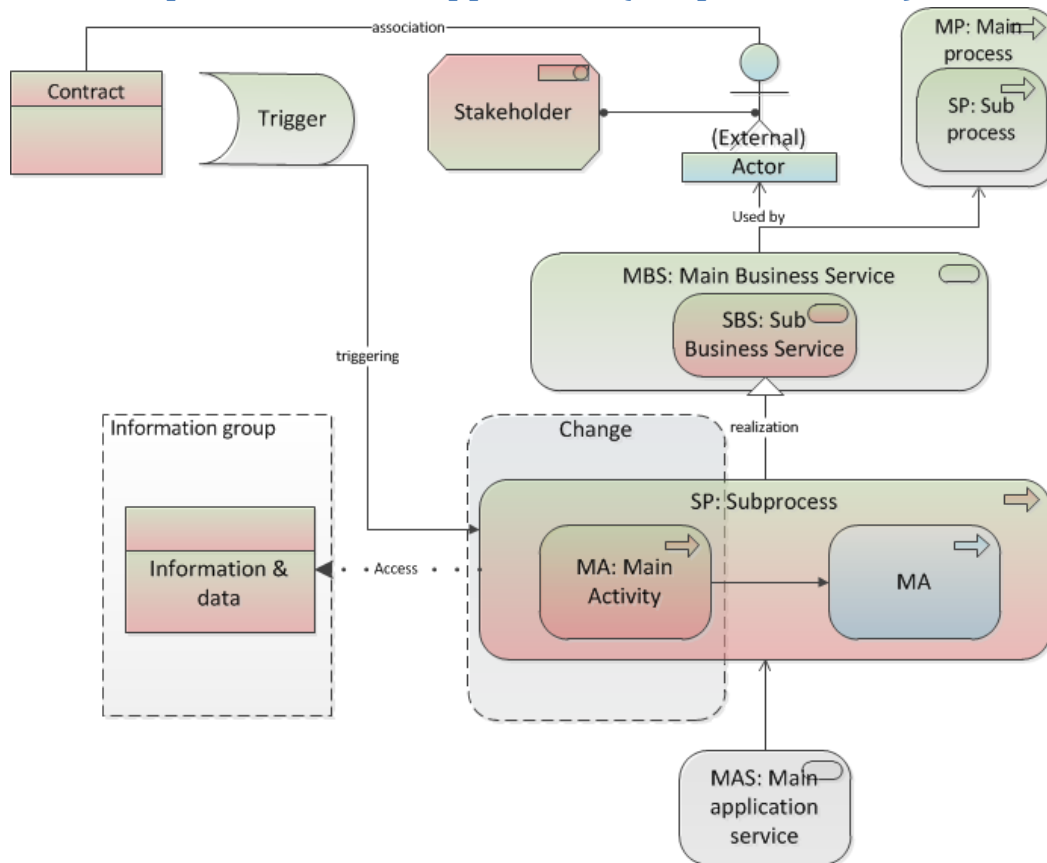 association
MP: Main
process
SP: Sub
process
Contract
Trigger
Stakeholder
(External)
Actor
Used by
MBS: Main Business Service
SBS: Sub
Business Service
triggering
realization
Information group
Change
SP: Subprocess
Information &
data
Access
MA: Main
Activity
MA
MAS: Main
application
service